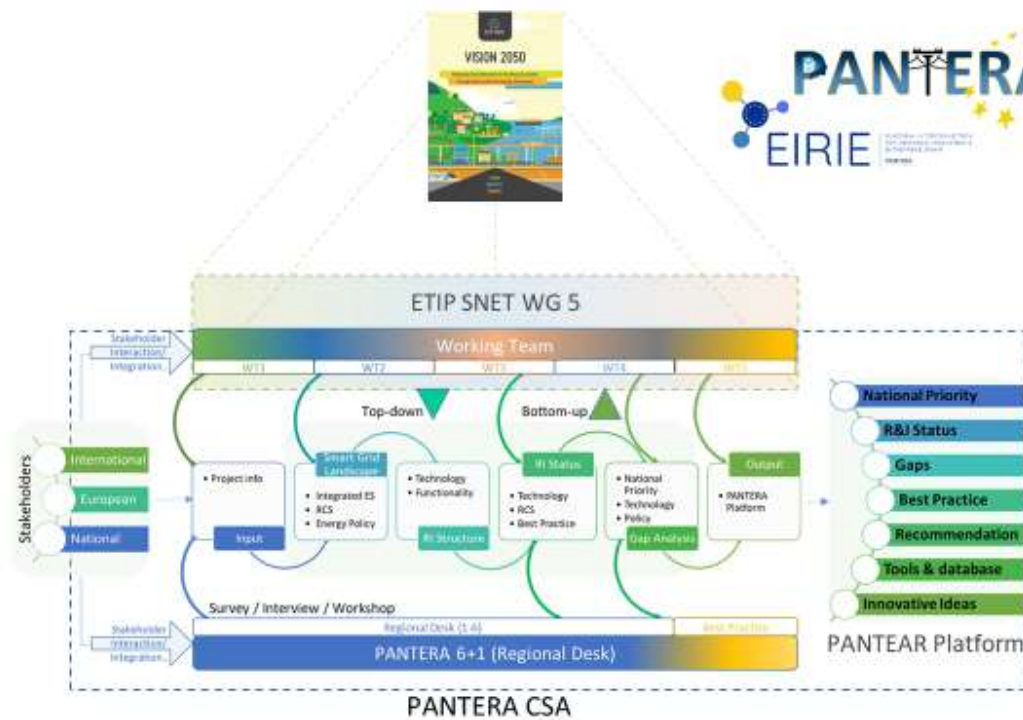 VISION 2050
PANTERA
EIRIE
ETIP SNET WG 5
Stakeholder
Interaction/
Integration...
Working Team
WT1
WT2
WT3
WT4
WT5
Top-down
Bottom-up
Stakeholders
International
European
National
• Project info
Input
Smart Grid
Landscape
• Integrated ES
• RCS
• Energy Policy
• Technology
• Functionality
RI Structure
RI Status
• Technology
• RCS
• Best Practice
• National
Priority
• Technology
• Policy
Gap Analysis
Output
• PANTERA
Platform
National Priority
R&I Status
Gaps
Best Practice
Recommendation
Tools & database
Innovative Ideas
PANTEAR Platform
Survey / Interview / Workshop
Stakeholder
Interaction/
Integration...
Regional Desk
Best Practice
PANTERA 6+1 (Regional Desk)
PANTERA CSA